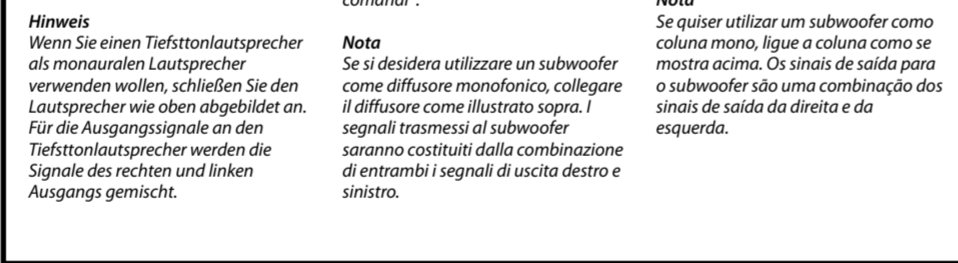 Hinweis
Wenn Sie einen Tiefsttonlautsprecher
als monauralen Lautsprecher
verwenden wollen, schließen Sie den
Lautsprecher wie oben abgebildet an.
Für die Ausgangssignale an den
Tiefsttonlautsprecher werden die
Signale des rechten und linken
Ausgangs gemischt.
Nota
Se si desidera utilizzare un subwoofer
come diffusore monofonico, collegare
il diffusore come illustrato sopra. I
segnali trasmessi al subwoofer
saranno costituiti dalla combinazione
di entrambi i segnali di uscita destro e
sinistro.
Nota
Se quiser utilizar um subwoofer como
coluna mono, ligue a coluna como se
mostra acima. Os sinais de saída para
o subwoofer são uma combinação dos
sinais de saída da direita e da
esquerda.